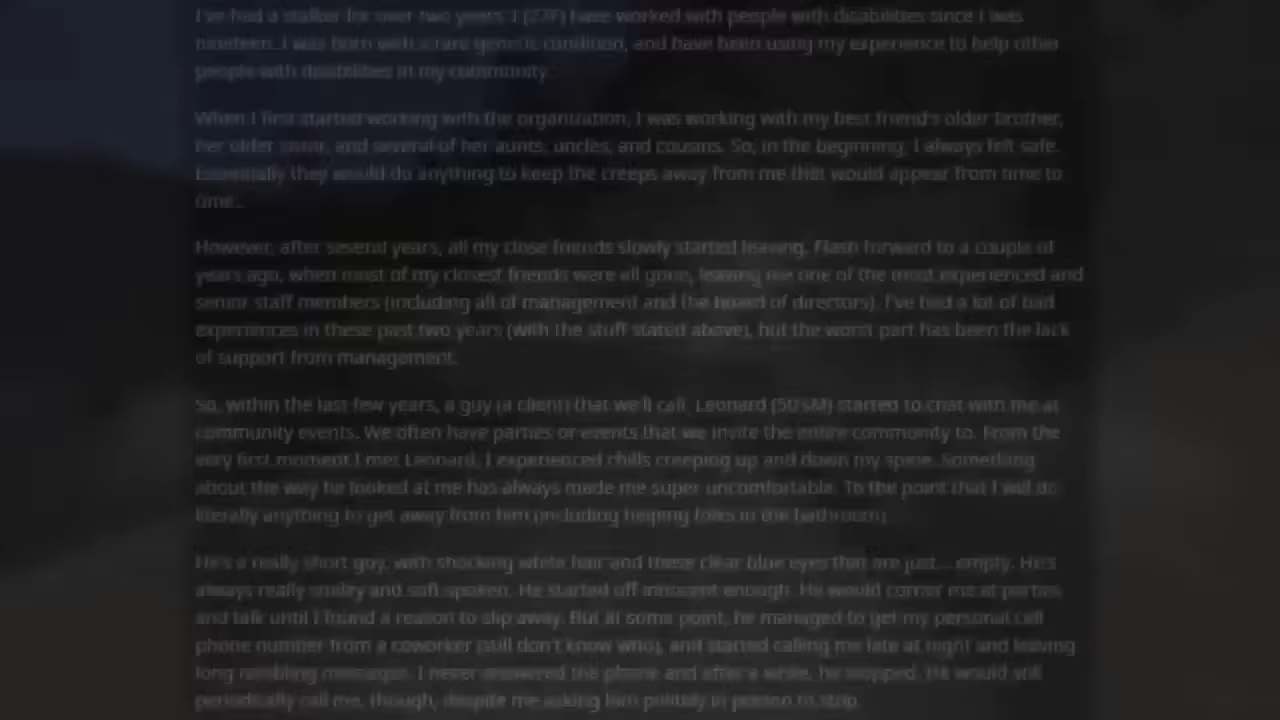 I've had a stalker for over two years. I (27F) have worked with people with disabilities since I was
nineteen. I was born with a rare genetic condition, and have been using my experience to help other
people with disabilities in my community.
When I first started working with the organization, I was working with my best friend's older brother,
her older sister, and several of her aunts, uncles, and cousins. So, in the beginning, I always felt safe.
Essentially they would do anything to keep the creeps away from me that would appear from time to
time.
However, after several years, all my close friends slowly started leaving. Flash forward to a couple of
years ago, when most of my closest friends were all gone, leaving me one of the most experienced and
senior staff members (including all of management and the board of directors). I've had a lot of bad
experiences in these past two years (with the stuff stated above), but the worst part has been the lack
of support from management.
So, within the last few years, a guy (a client) that we'll call, Leonard (50'sM) started to chat with me at
community events. We often have parties or events that we invite the entire community to. From the
very first moment I met Leonard, I experienced chills creeping up and down my spine. Something
about the way he looked at me has always made me super uncomfortable. To the point that I will do
literally anything to get away from him (including helping folks in the bathroom).
He's a really short guy, with shocking white hair and these clear blue eyes that are just... empty. He's
always really smiley and soft-spoken. He started off innocent enough. He would corner me at parties
and talk until I found a reason to slip away. But at some point, he managed to get my personal cell
phone number from a coworker (still don't know who), and started calling me late at night and leaving
long rambling messages. I never answered the phone and after a while, he stopped. He would still
periodically call me, though, despite me asking him politely in person to stop.